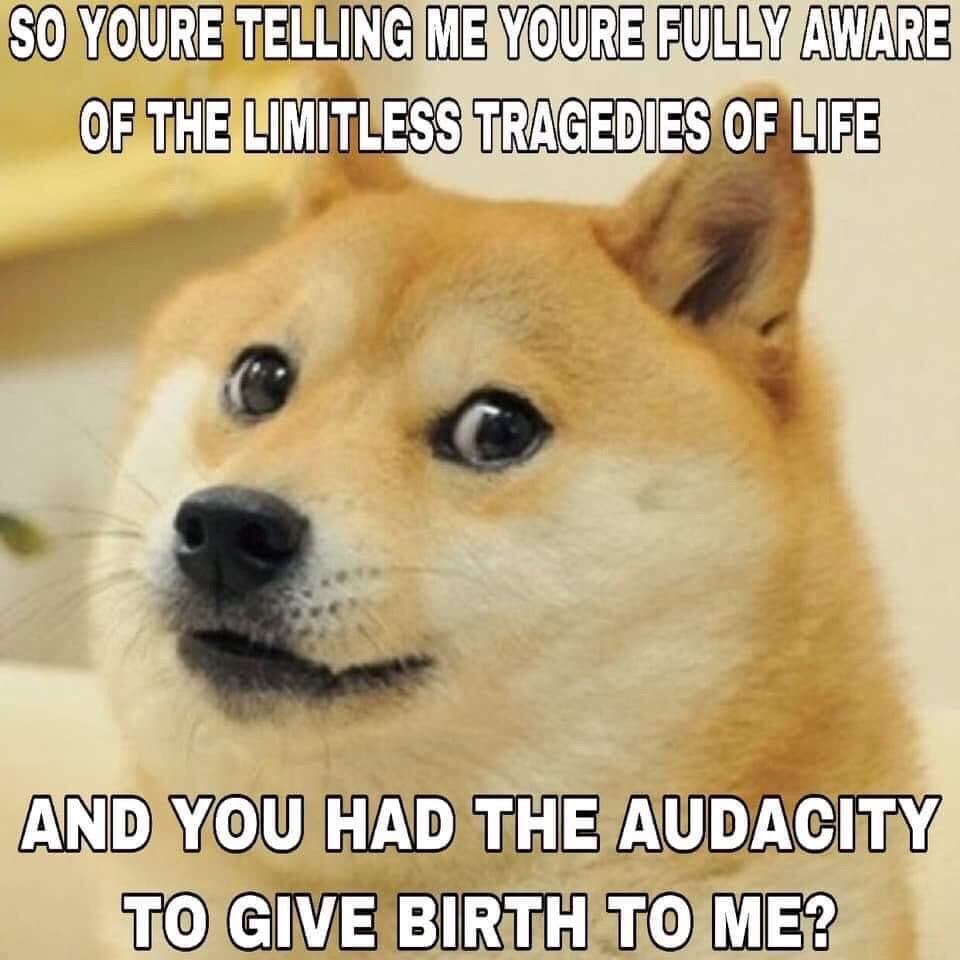 SO YOURE TELLING ME YOURE FULLY AWARE
OF THE LIMITLESS TRAGEDIES OF LIFE
AND YOU HAD THE AUDACITY
TO GIVE BIRTH TO ME?